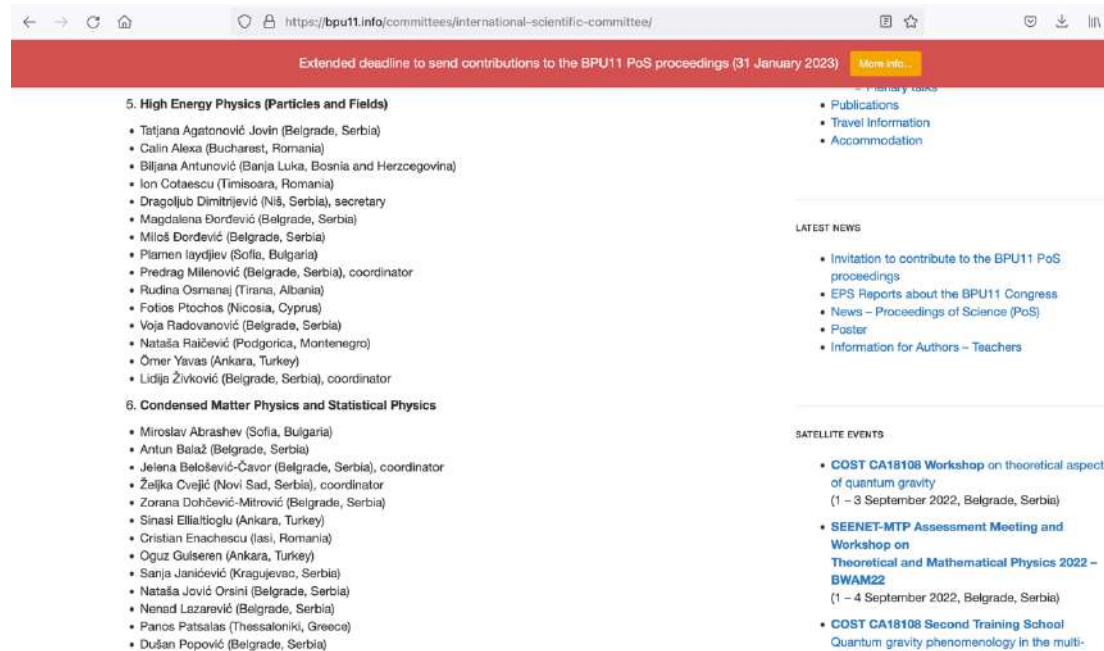 https://bpu11.info/committees/international-scientific-committee/
Extended deadline to send contributions to the BPU11 PoS proceedings (31 January 2023) More info...
5. High Energy Physics (Particles and Fields)
• Tatjana Agatonović Jovin (Belgrade, Serbia)
• Calin Alexa (Bucharest, Romania)
• Biljana Antunović (Banja Luka, Bosnia and Herzcegovina)
• Ion Cotaescu (Timisoara, Romania)
• Dragoljub Dimitrijević (Niš, Serbia), secretary
• Magdalena Đorđević (Belgrade, Serbia)
• Miloš Đorđević (Belgrade, Serbia)
• Plamen Iaydjiev (Sofia, Bulgaria)
• Predrag Milenović (Belgrade, Serbia), coordinator
• Rudina Osmanaj (Tirana, Albania)
• Fotios Ptochos (Nicosia, Cyprus)
• Voja Radovanović (Belgrade, Serbia)
• Nataša Raičević (Podgorica, Montenegro)
• Ömer Yavas (Ankara, Turkey)
• Lidija Živković (Belgrade, Serbia), coordinator
6. Condensed Matter Physics and Statistical Physics
• Miroslav Abrashev (Sofia, Bulgaria)
• Antun Balaž (Belgrade, Serbia)
• Jelena Belošević-Čavor (Belgrade, Serbia), coordinator
• Željka Cvejić (Novi Sad, Serbia), coordinator
• Zorana Dohčević-Mitrović (Belgrade, Serbia)
• Sinasi Ellialtioglu (Ankara, Turkey)
• Cristian Enachescu (Iasi, Romania)
• Oguz Gulseren (Ankara, Turkey)
• Sanja Janićević (Kragujevac, Serbia)
• Nataša Jović Orsini (Belgrade, Serbia)
• Nenad Lazarević (Belgrade, Serbia)
• Panos Patsalas (Thessaloniki, Greece)
• Dušan Popović (Belgrade, Serbia)
Plenary talks
• Publications
• Travel Information
• Accommodation
LATEST NEWS
• Invitation to contribute to the BPU11 PoS
proceedings
• EPS Reports about the BPU11 Congress
• News – Proceedings of Science (PoS)
• Poster
• Information for Authors – Teachers
SATELLITE EVENTS
• COST CA18108 Workshop on theoretical aspect
of quantum gravity
(1 – 3 September 2022, Belgrade, Serbia)
• SEENET-MTP Assessment Meeting and
Workshop on
Theoretical and Mathematical Physics 2022 –
BWAM22
(1 – 4 September 2022, Belgrade, Serbia)
• COST CA18108 Second Training School
Quantum gravity phenomenology in the multi-